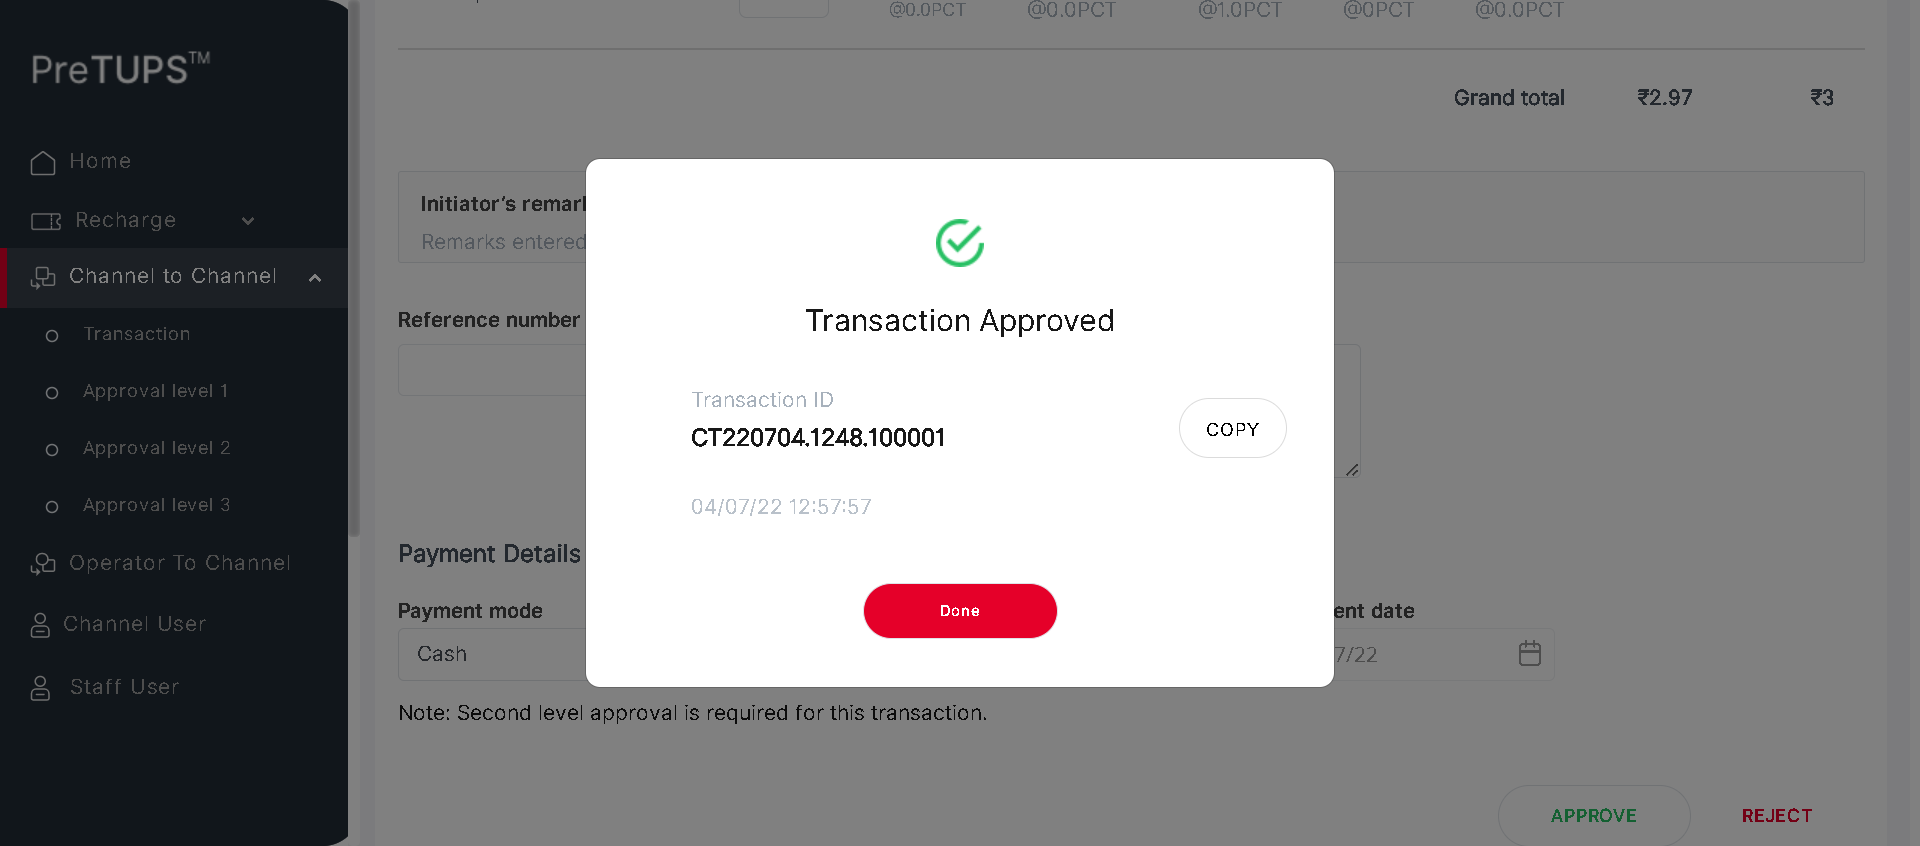 PreTUPS™
Home
Recharge
Channel to Channel
Transaction
Approval level 1
Approval level 2
Approval level 3
Operator To Channel
Channel User
Staff User
@0.0PCT @0.0PCT @1.0PCT @0PCT @0.0PCT
Grand total ₹2.97 ₹3
Initiator's remark
Remarks entered
Reference number
Transaction Approved
Transaction ID
CT220704.1248.100001
COPY
04/07/22 12:57:57
Done
Payment Details
Payment mode
ent date
Cash
7/22
Note: Second level approval is required for this transaction.
APPROVE REJECT